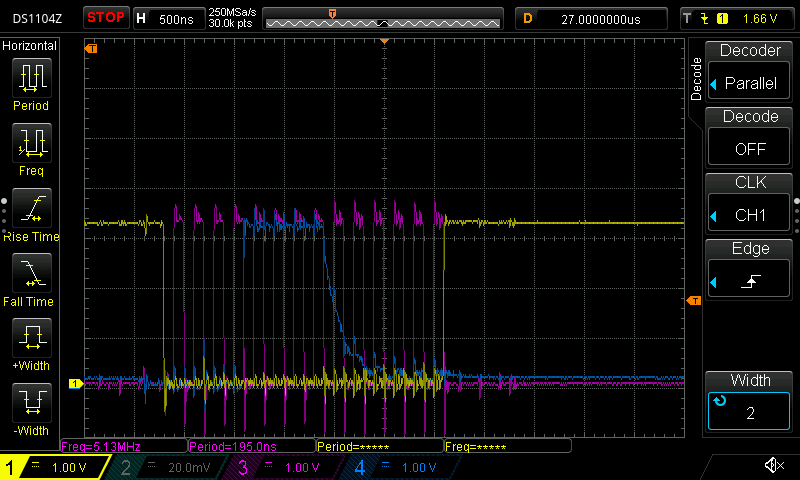 DS1104Z
STOP
H 500ns
250MSa/s
30.0k pts
T
D 27.0000000us
T 1 1.66 V
Horizontal
Period
Freq
Rise Time
Fall Time
+Width
-Width
T
T
1
Decode
Decoder
Parallel
Decode
OFF
CLK
CH1
Edge
Width
2
Freq=5.13MHz
Period=195.0ns
Period=*****
Freq=*****
1 1.00 V
2 20.0mV
3 1.00 V
4 1.00 V